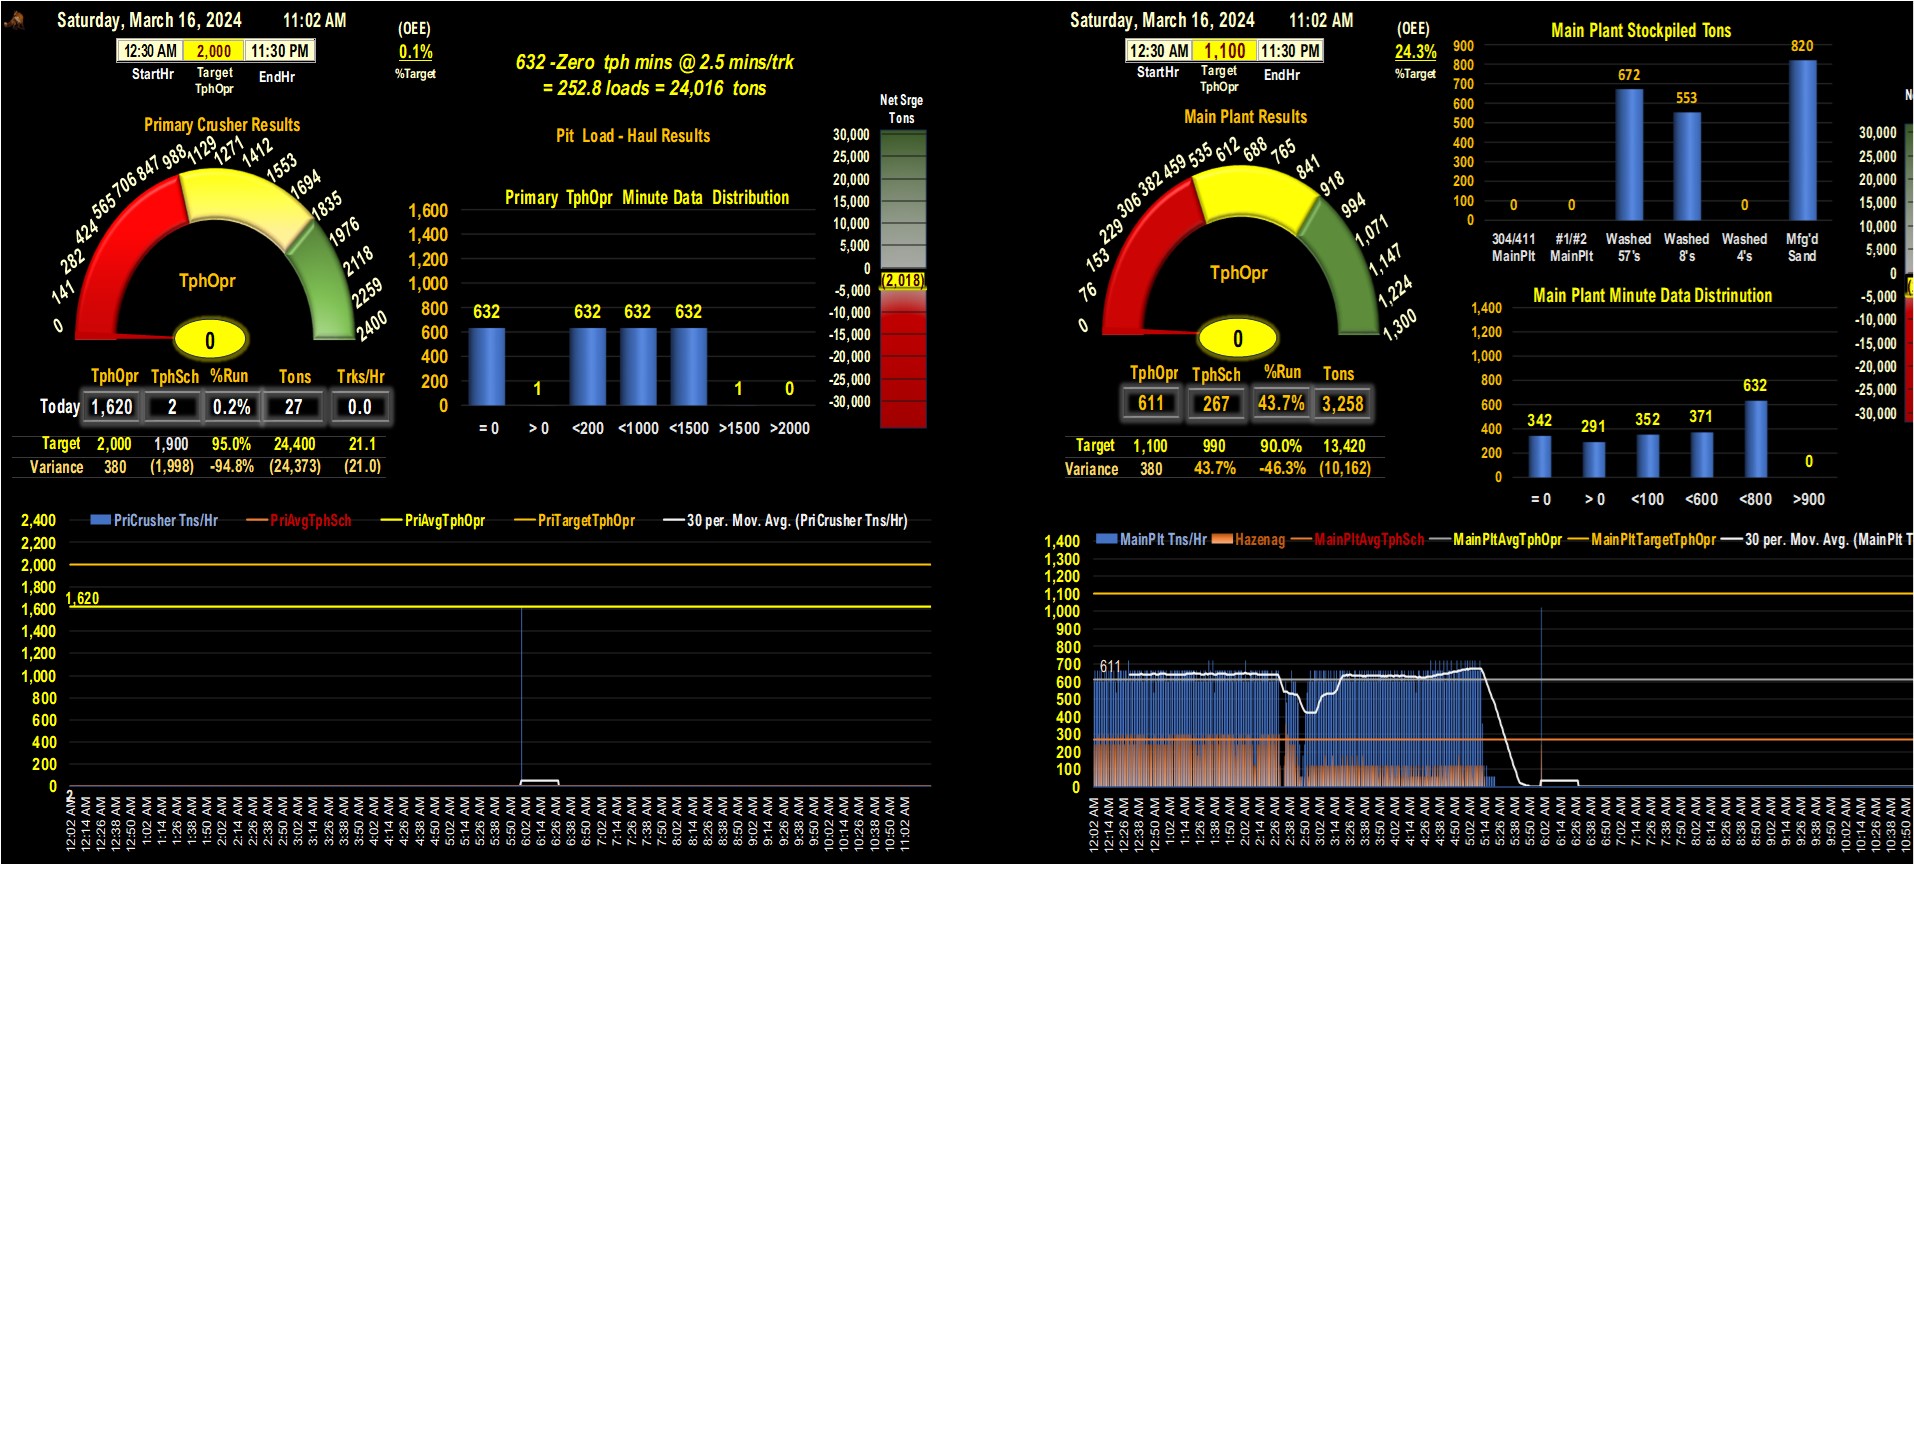 Saturday, March 16, 2024 11:02 AM
12:30 AM 2,000 11:30 PM
StartHr Target TphOpr EndHr
(OEE)
0.1%
%Target
632 -Zero tph mins @ 2.5 mins/trk
= 252.8 loads = 24,016 tons
Primary Crusher Results
0 141 282 424 565 706 847 988 1129 1271 1412 1553 1694 1835 1976 2118 2259 2400
TphOpr
0
TphOpr TphSch %Run Tons Trks/Hr
Today 1,620 2 0.2% 27 0.0
Target 2,000 1,900 95.0% 24,400 21.1
Variance 380 (1,998) -94.8% (24,373) (21.0)
Pit Load - Haul Results
Primary TphOpr Minute Data Distribution
1,600
1,400
1,200
1,000
800
600
400
200
0
632 1 632 632 632 1 0
= 0 > 0 <200 <1000 <1500 >1500 >2000
Net Srge
Tons
30,000
25,000
20,000
15,000
10,000
5,000
0
(2,018)
-5,000
-10,000
-15,000
-20,000
-25,000
-30,000
PriCrusher Tns/Hr PriAvgTphSch PriAvgTphOpr PriTargetTphOpr 30 per. Mov. Avg. (PriCrusher Tns/Hr)
2,400
2,200
2,000
1,800
1,600
1,400
1,200
1,000
800
600
400
200
0
1,620
2
12:02 AM 12:14 AM 12:26 AM 12:38 AM 12:50 AM 1:02 AM 1:14 AM 1:26 AM 1:38 AM 1:50 AM 2:02 AM 2:14 AM 2:26 AM 2:38 AM 2:50 AM 3:02 AM 3:14 AM 3:26 AM 3:38 AM 3:50 AM 4:02 AM 4:14 AM 4:26 AM 4:38 AM 4:50 AM 5:02 AM 5:14 AM 5:26 AM 5:38 AM 5:50 AM 6:02 AM 6:14 AM 6:26 AM 6:38 AM 6:50 AM 7:02 AM 7:14 AM 7:26 AM 7:38 AM 7:50 AM 8:02 AM 8:14 AM 8:26 AM 8:38 AM 8:50 AM 9:02 AM 9:14 AM 9:26 AM 9:38 AM 9:50 AM 10:02 AM 10:14 AM 10:26 AM 10:38 AM 10:50 AM 11:02 AM
Saturday, March 16, 2024 11:02 AM
12:30 AM 1,100 11:30 PM
StartHr Target TphOpr EndHr
(OEE)
24.3%
%Target
Main Plant Results
0 76 153 229 306 382 459 535 612 688 765 841 918 994 1,071 1,147 1,224 1,300
TphOpr
0
TphOpr TphSch %Run Tons
611 267 43.7% 3,258
Target 1,100 990 90.0% 13,420
Variance 380 43.7% -46.3% (10,162)
Main Plant Stockpiled Tons
900
800
700
600
500
400
300
200
100
0
0 0 672 553 0 820
304/411 #1/#2 Washed Washed Washed Mfg'd
MainPlt MainPlt 57's 8's 4's Sand
Main Plant Minute Data Distrinution
1,400
1,200
1,000
800
600
400
200
0
342 291 352 371 632 0
= 0 > 0 <100 <600 <800 >900
30,000
25,000
20,000
15,000
10,000
5,000
0
-5,000
-10,000
-15,000
-20,000
-25,000
-30,000
MainPlt Tns/Hr Hazenag MainPltAvgTphSch MainPltAvgTphOpr MainPltTargetTphOpr 30 per. Mov. Avg. (MainPlt T
1,400
1,300
1,200
1,100
1,000
900
800
700
600
500
400
300
200
100
0
611
12:02 AM 12:14 AM 12:26 AM 12:38 AM 12:50 AM 1:02 AM 1:14 AM 1:26 AM 1:38 AM 1:50 AM 2:02 AM 2:14 AM 2:26 AM 2:38 AM 2:50 AM 3:02 AM 3:14 AM 3:26 AM 3:38 AM 3:50 AM 4:02 AM 4:14 AM 4:26 AM 4:38 AM 4:50 AM 5:02 AM 5:14 AM 5:26 AM 5:38 AM 5:50 AM 6:02 AM 6:14 AM 6:26 AM 6:38 AM 6:50 AM 7:02 AM 7:14 AM 7:26 AM 7:38 AM 7:50 AM 8:02 AM 8:14 AM 8:26 AM 8:38 AM 8:50 AM 9:02 AM 9:14 AM 9:26 AM 9:38 AM 9:50 AM 10:02 AM 10:14 AM 10:26 AM 10:38 AM 10:50 AM